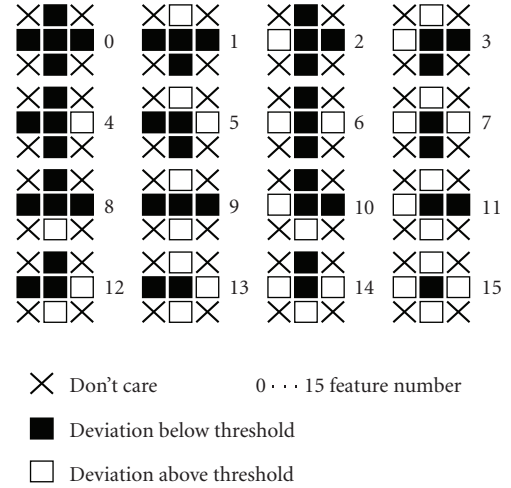 0 1 2 3
4 5 6 7
8 9 10 11
12 13 14 15
Don't care 0 · · · 15 feature number
Deviation below threshold
Deviation above threshold